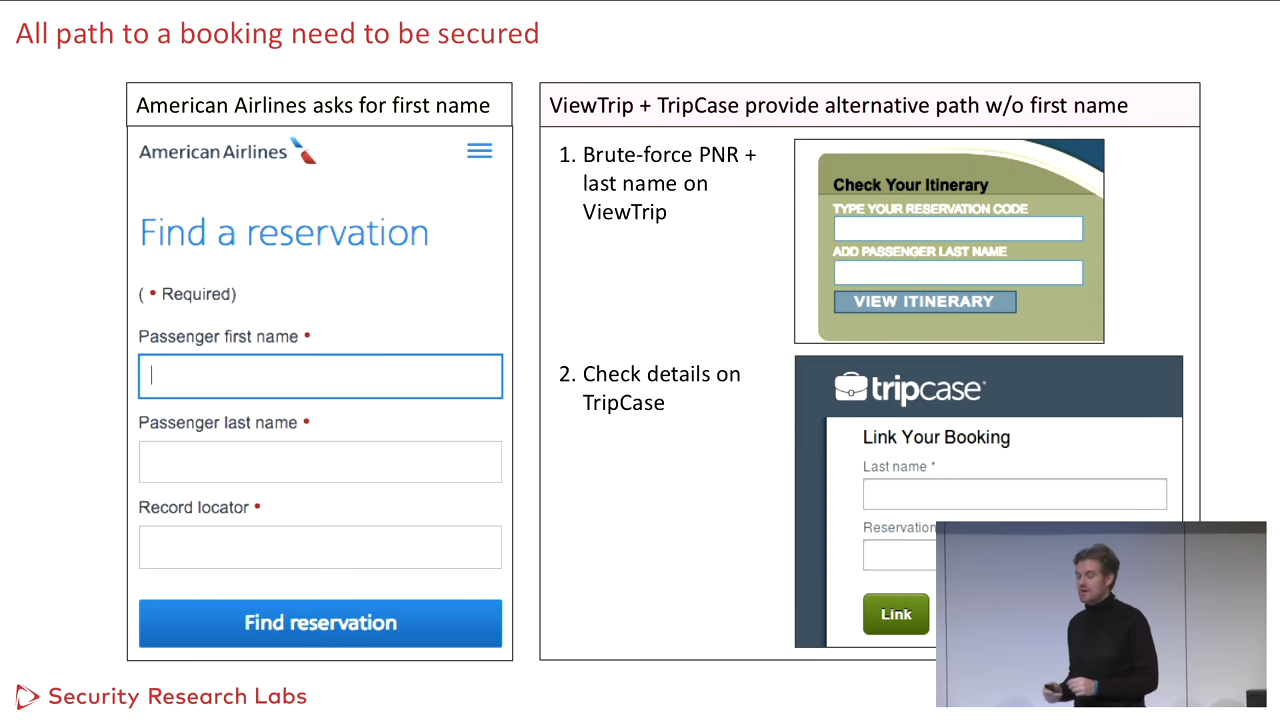 All path to a booking need to be secured
American Airlines asks for first name
AmericanAirlines
Find a reservation
( • Required)
Passenger first name •
Passenger last name •
Record locator •
Find reservation
ViewTrip + TripCase provide alternative path w/o first name
1. Brute-force PNR +
last name on
ViewTrip
Check Your Itinerary
TYPE YOUR RESERVATION CODE
ADD PASSENGER LAST NAME
VIEW ITINERARY
2. Check details on
TripCase
tripcase
Link Your Booking
Last name *
Reservation
Link
Security Research Labs